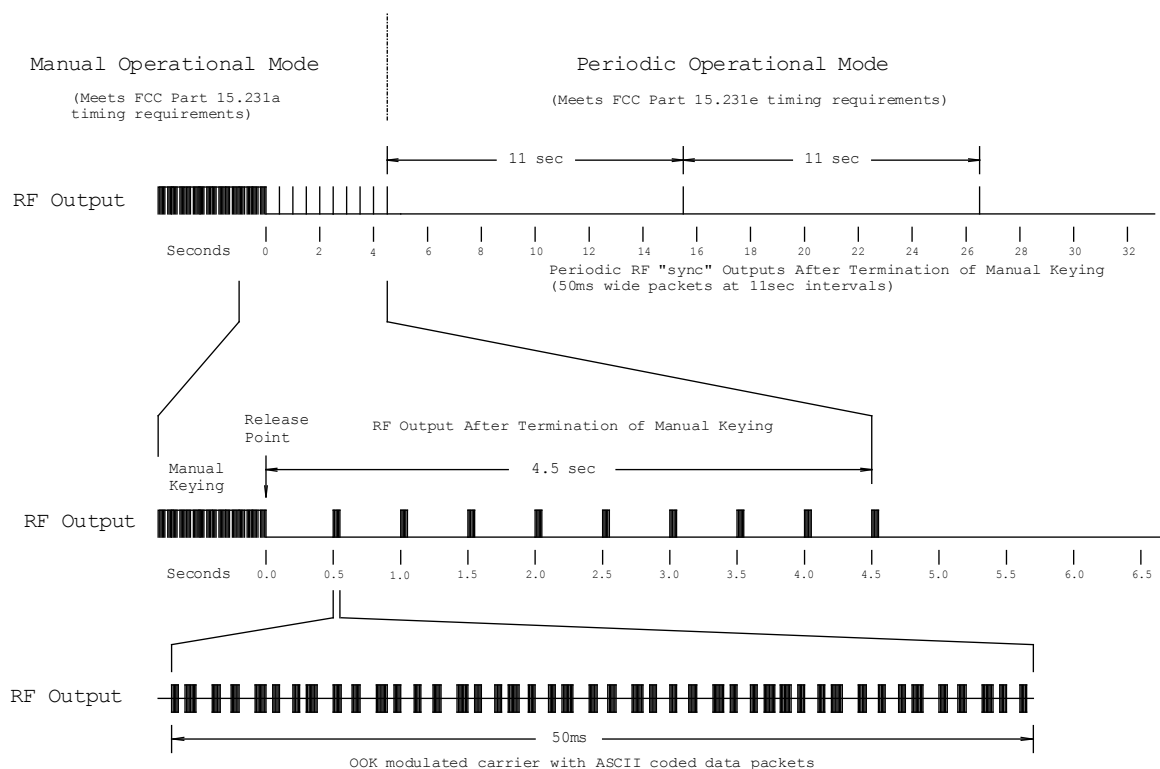 Manual Operational Mode
(Meets FCC Part 15.231a
timing requirements)
Periodic Operational Mode
(Meets FCC Part 15.231e timing requirements)
11 sec
11 sec
RF Output
Seconds
0
2
4
6
8
10
12
14
16
18
20
22
24
26
28
30
32
Periodic RF "sync" Outputs After Termination of Manual Keying
(50ms wide packets at 11sec intervals)
Release
Point
RF Output After Termination of Manual Keying
Manual
Keying
4.5 sec
RF Output
Seconds
0.0
0.5
1.0
1.5
2.0
2.5
3.0
3.5
4.0
4.5
5.0
5.5
6.0
6.5
RF Output
50ms
OOK modulated carrier with ASCII coded data packets